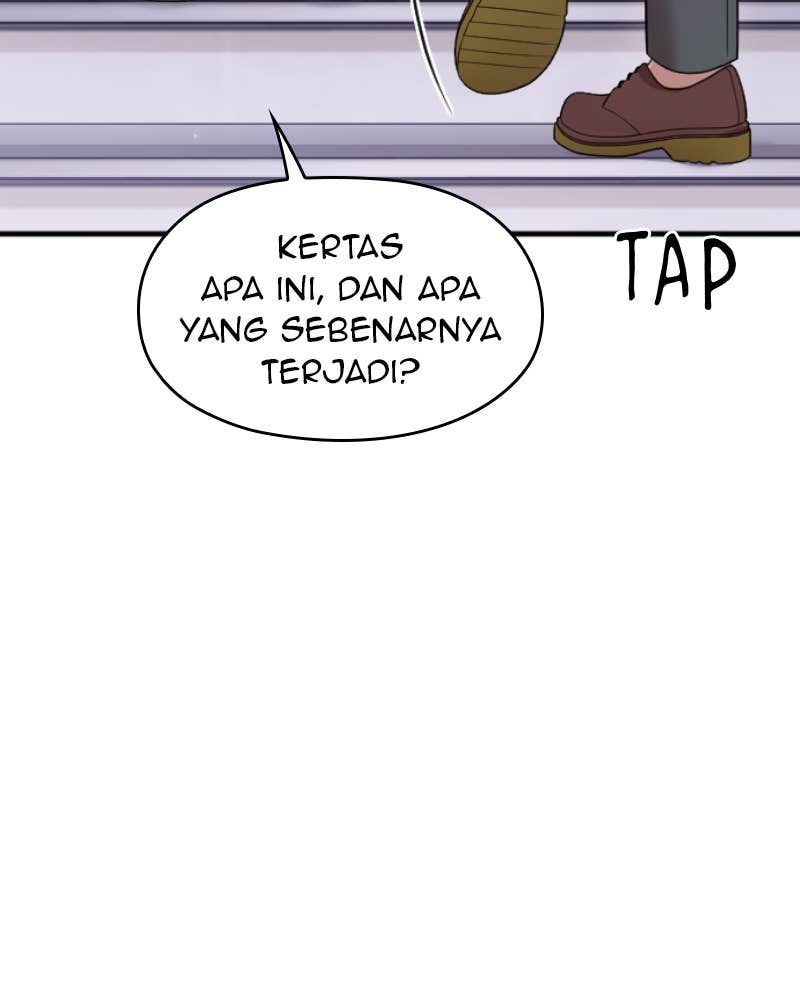 KERTAS
APA INI, DAN APA
YANG SEBENARNYA
TERJADI?
TAP